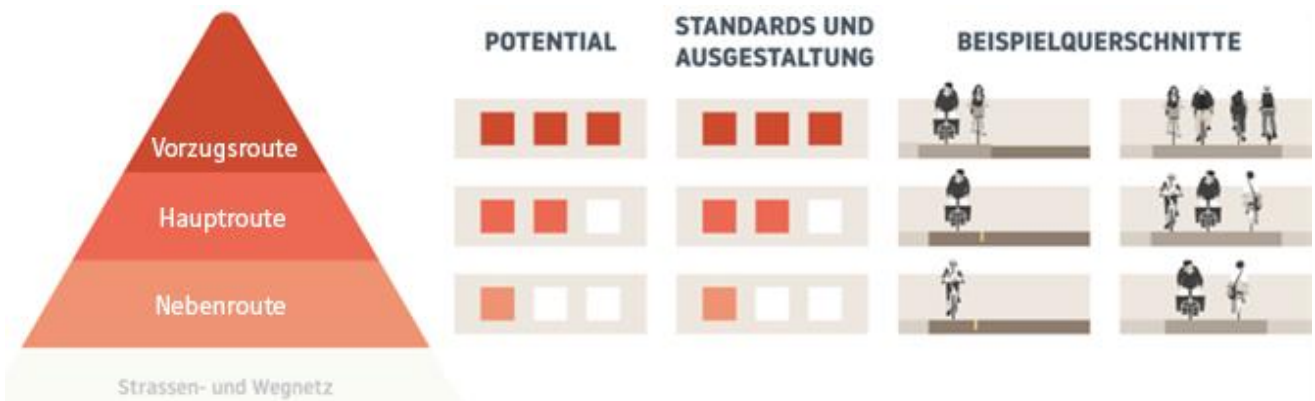 POTENTIAL
STANDARDS UND
AUSGESTALTUNG
BEISPIELQUERSCHNITTE
Vorzugsroute
Hauptroute
Nebenroute
Strassen- und Wegnetz